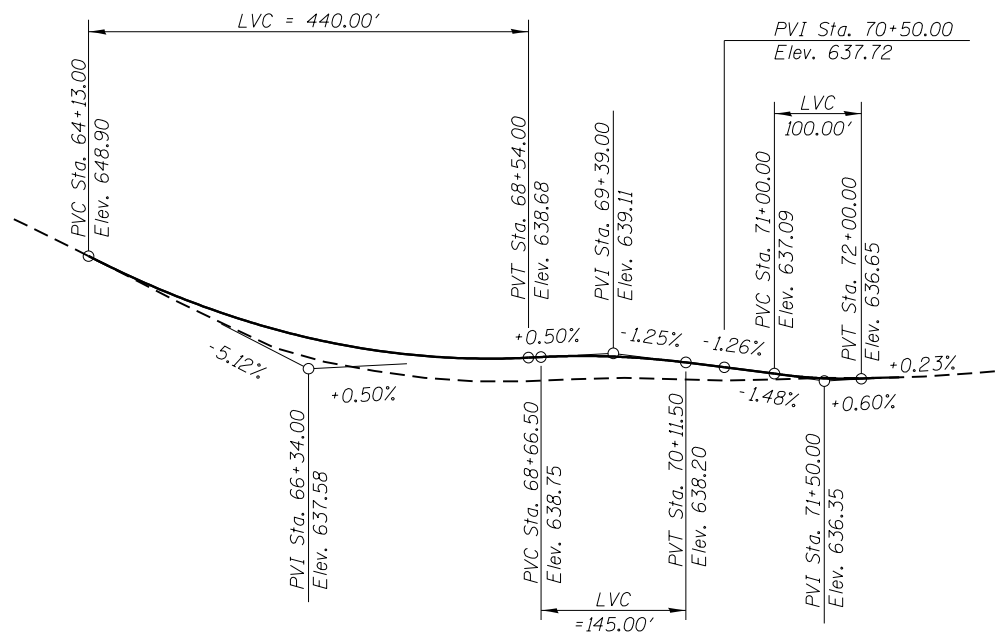 LVC = 440.00'
PVI Sta. 70+50.00
Elev. 637.72
LVC
100.00'
PVC Sta. 64+13.00
Elev. 648.90
PVT Sta. 68+54.00
Elev. 638.68
PVI Sta. 69+39.00
Elev. 639.11
PVC Sta. 71+00.00
Elev. 637.09
PVT Sta. 72+00.00
Elev. 636.65
-5.12%
+0.50%
+0.50%
-1.25%
-1.26%
-1.48%
+0.60%
+0.23%
PVI Sta. 66+34.00
Elev. 637.58
PVC Sta. 68+66.50
Elev. 638.75
PVT Sta. 70+11.50
Elev. 638.20
PVI Sta. 71+50.00
Elev. 636.35
LVC
=145.00'